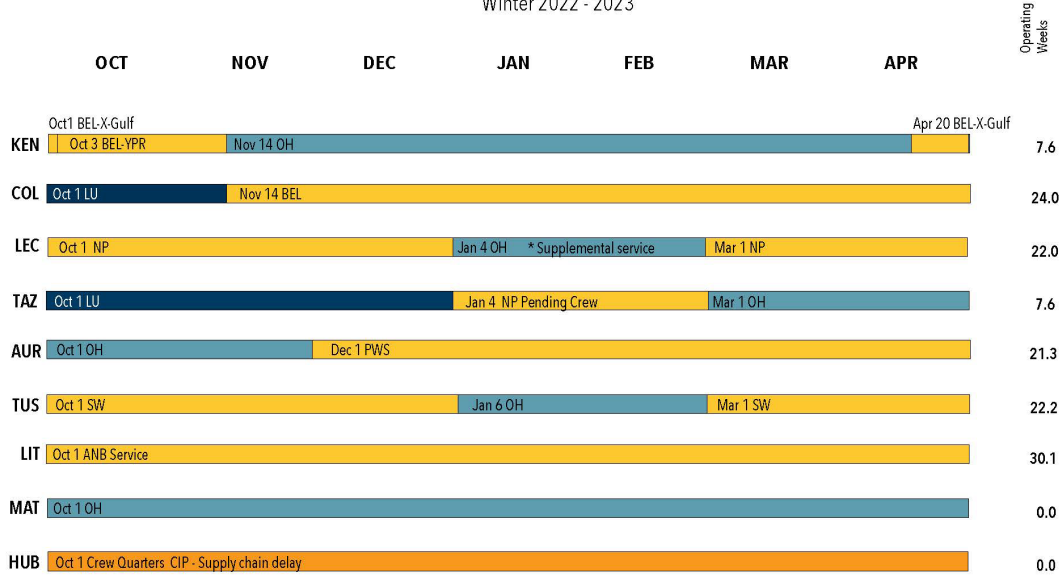 Winter 2022 - 2023
Operating
Weeks
OCT NOV DEC JAN FEB MAR APR
Oct1 BEL-X-Gulf Apr 20 BEL-X-Gulf
KEN Oct 3 BEL-YPR Nov 14 OH 7.6
COL Oct 1 LU Nov 14 BEL 24.0
LEC Oct 1 NP Jan 4 OH * Supplemental service Mar 1 NP 22.0
TAZ Oct 1 LU Jan 4 NP Pending Crew Mar 1 OH 7.6
AUR Oct 1 OH Dec 1 PWS 21.3
TUS Oct 1 SW Jan 6 OH Mar 1 SW 22.2
LIT Oct 1 ANB Service 30.1
MAT Oct 1 OH 0.0
HUB Oct 1 Crew Quarters CIP - Supply chain delay 0.0